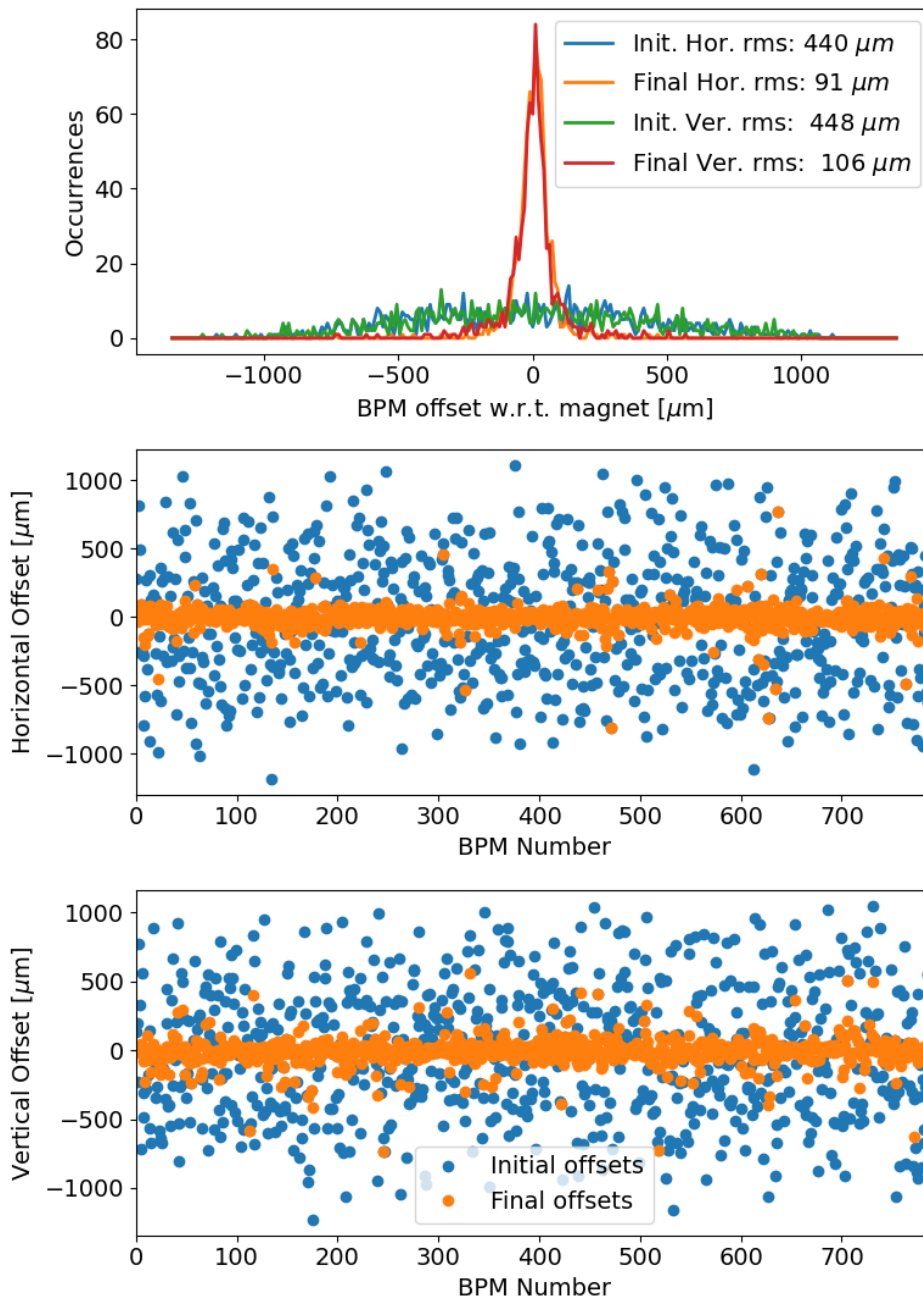 80
60
40
20
0
Occurrences
Init. Hor. rms: 440 μm
Final Hor. rms: 91 μm
Init. Ver. rms: 448 μm
Final Ver. rms: 106 μm
−1000 −500 0 500 1000
BPM offset w.r.t. magnet [μm]
1000
500
0
−500
−1000
Horizontal Offset [μm]
0 100 200 300 400 500 600 700
BPM Number
1000
500
0
−500
−1000
Vertical Offset [μm]
Initial offsets
Final offsets
0 100 200 300 400 500 600 700
BPM Number